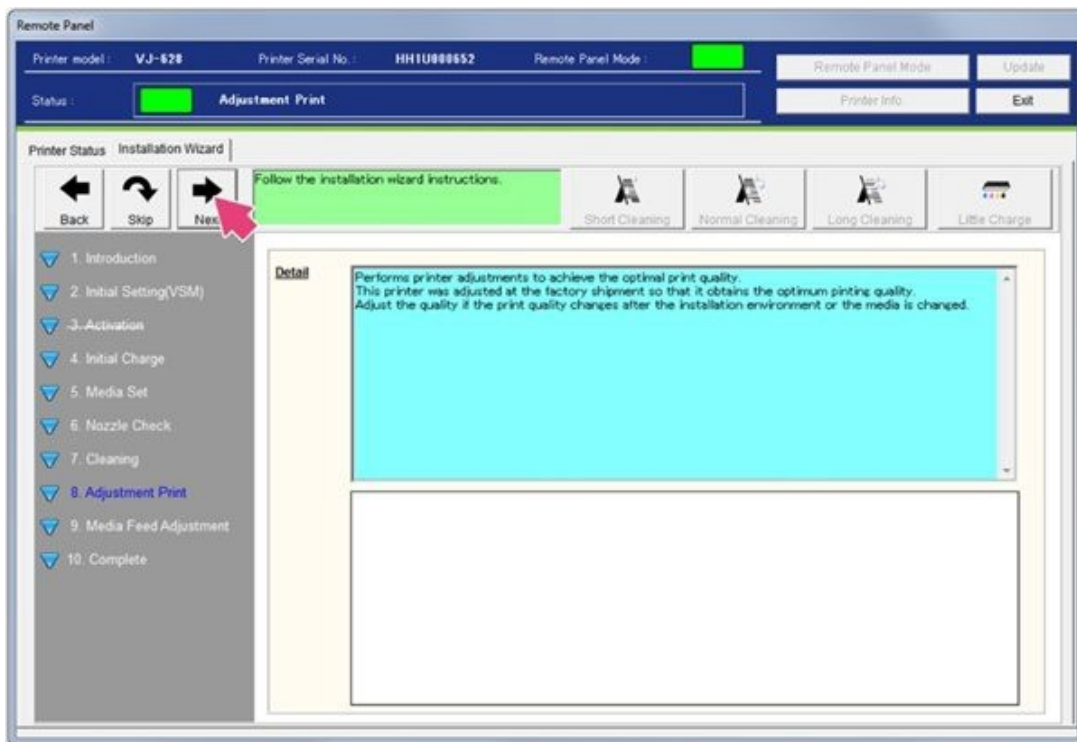 Remote Panel
Printer model : VJ-628 Printer Serial No. : HH1U000652 Remote Panel Mode :
Remote Panel Mode Update
Status : Adjustment Print
Printer Info. Exit
Printer Status Installation Wizard
Back Skip
Follow the installation wizard instructions.
Short Cleaning Normal Cleaning Long Cleaning Little Charge
1. Introduction
2. Initial Setting(VSM)
3. Activation
4. Initial Charge
5. Media Set
6. Nozzle Check
7. Cleaning
8. Adjustment Print
9. Media Feed Adjustment
10. Complete
Detail
Performs printer adjustments to achieve the optimal print quality.
This printer was adjusted at the factory shipment so that it obtains the optimum pinting quality.
Adjust the quality if the print quality changes after the installation environment or the media is changed.